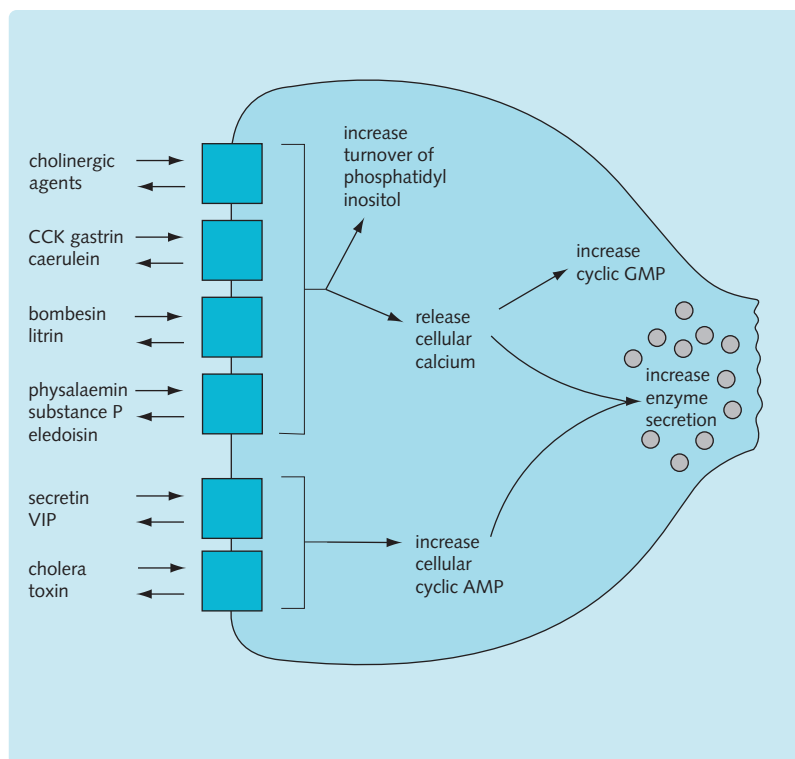 cholinergic
agents
CCK gastrin
caerulein
bombesin
litrin
physalaemin
substance P
eledoisin
secretin
VIP
cholera
toxin
increase
turnover of
phosphatidyl
inositol
release
cellular
calcium
increase
cyclic GMP
increase
enzyme
secretion
increase
cellular
cyclic AMP